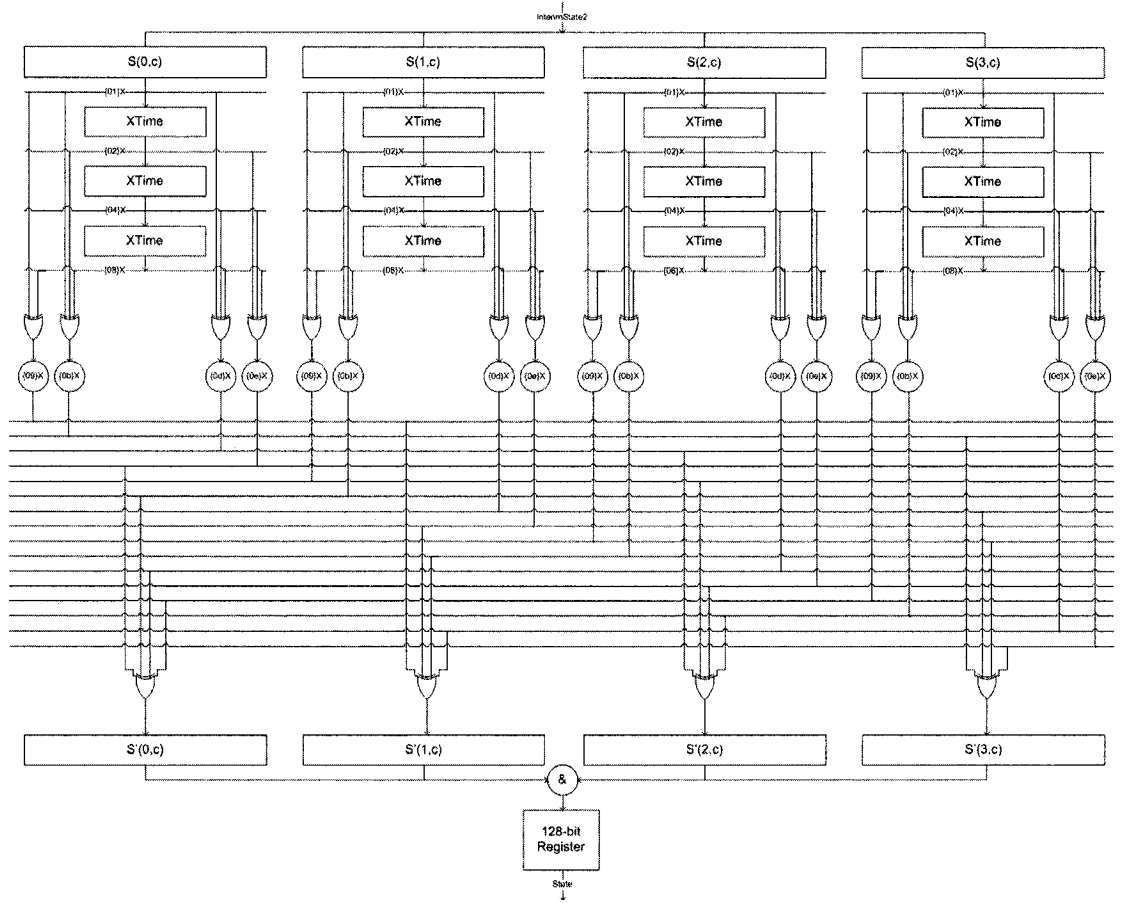 InterimState2
S(0,c) S(1,c) S(2,c) S(3,c)
{01}X {01}X {01}X {01}X
XTime XTime XTime XTime
{02}X {02}X {02}X {02}X
XTime XTime XTime XTime
{04}X {04}X {04}X {04}X
XTime XTime XTime XTime
{08}X {08}X {08}X {08}X
{09}X {0b}X {0d}X {0e}X {09}X {0b}X {0d}X {0e}X {09}X {0b}X {0d}X {0e}X {09}X {0b}X {0d}X {0e}X
S'(0,c) S'(1,c) S'(2,c) S'(3,c)
&
128-bit
Register
State